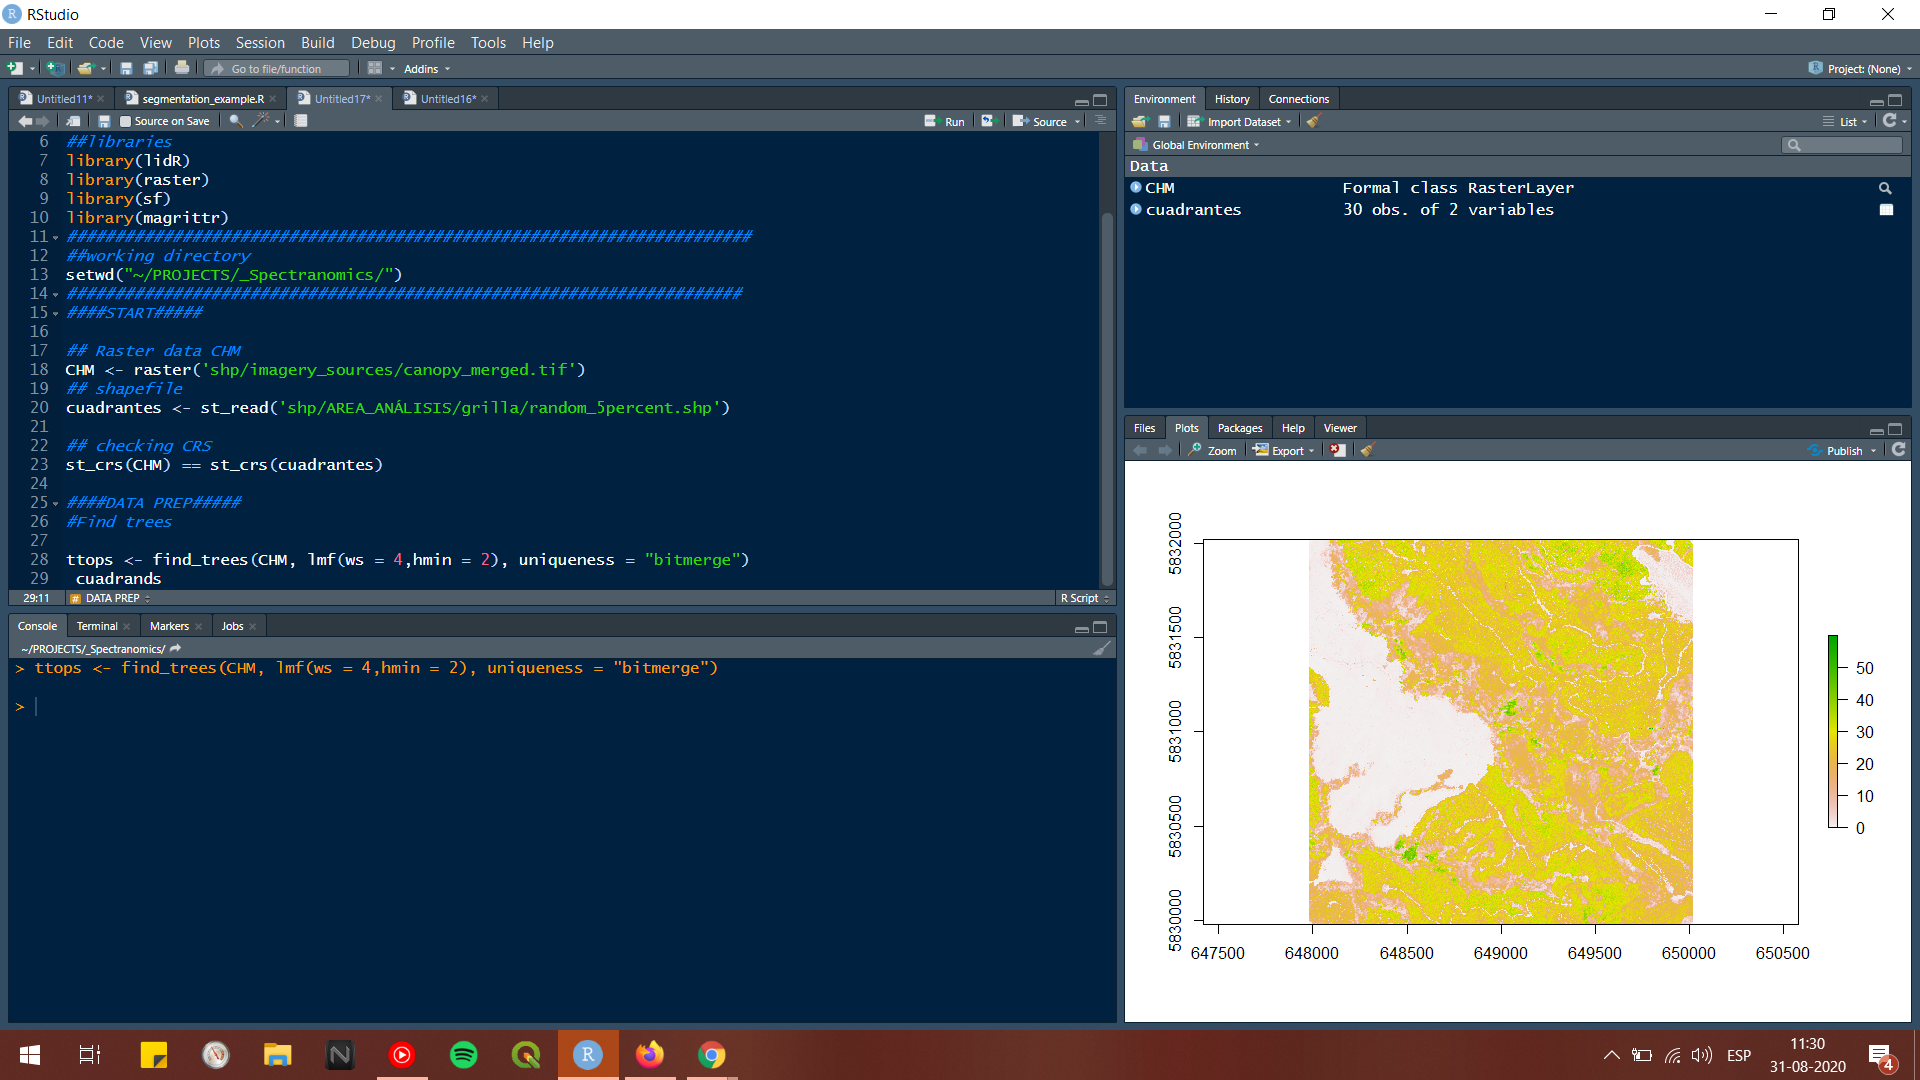 RStudio
File Edit Code View Plots Session Build Debug Profile Tools Help
Go to file/function Addins Project: (None)
Untitled11* segmentation_example.R Untitled17* Untitled16*
Source on Save Run Source
6 ##libraries
7 library(lidR)
8 library(raster)
9 library(sf)
10 library(magrittr)
11 #######################################################################
12 ##working directory
13 setwd("~/PROJECTS/_Spectranomics/")
14 ######################################################################
15 ####START#####
16
17 ## Raster data CHM
18 CHM <- raster('shp/imagery_sources/canopy_merged.tif')
19 ## shapefile
20 cuadrantes <- st_read('shp/AREA_ANÁLISIS/grilla/random_5percent.shp')
21
22 ## checking CRS
23 st_crs(CHM) == st_crs(cuadrantes)
24
25 ####DATA PREP#####
26 #Find trees
27
28 ttops <- find_trees(CHM, lmf(ws = 4,hmin = 2), uniqueness = "bitmerge")
29 cuadrands
29:11 # DATA PREP R Script
Console Terminal Markers Jobs
~/PROJECTS/_Spectranomics/
> ttops <- find_trees(CHM, lmf(ws = 4,hmin = 2), uniqueness = "bitmerge")
>
Environment History Connections
Import Dataset List
Global Environment
Data
CHM Formal class RasterLayer
cuadrantes 30 obs. of 2 variables
Files Plots Packages Help Viewer
Zoom Export Publish
5832000
5831500
5831000
5830500
5830000
647500 648000 648500 649000 649500 650000 650500
50
40
30
20
10
0
ESP
11:30
31-08-2020
4